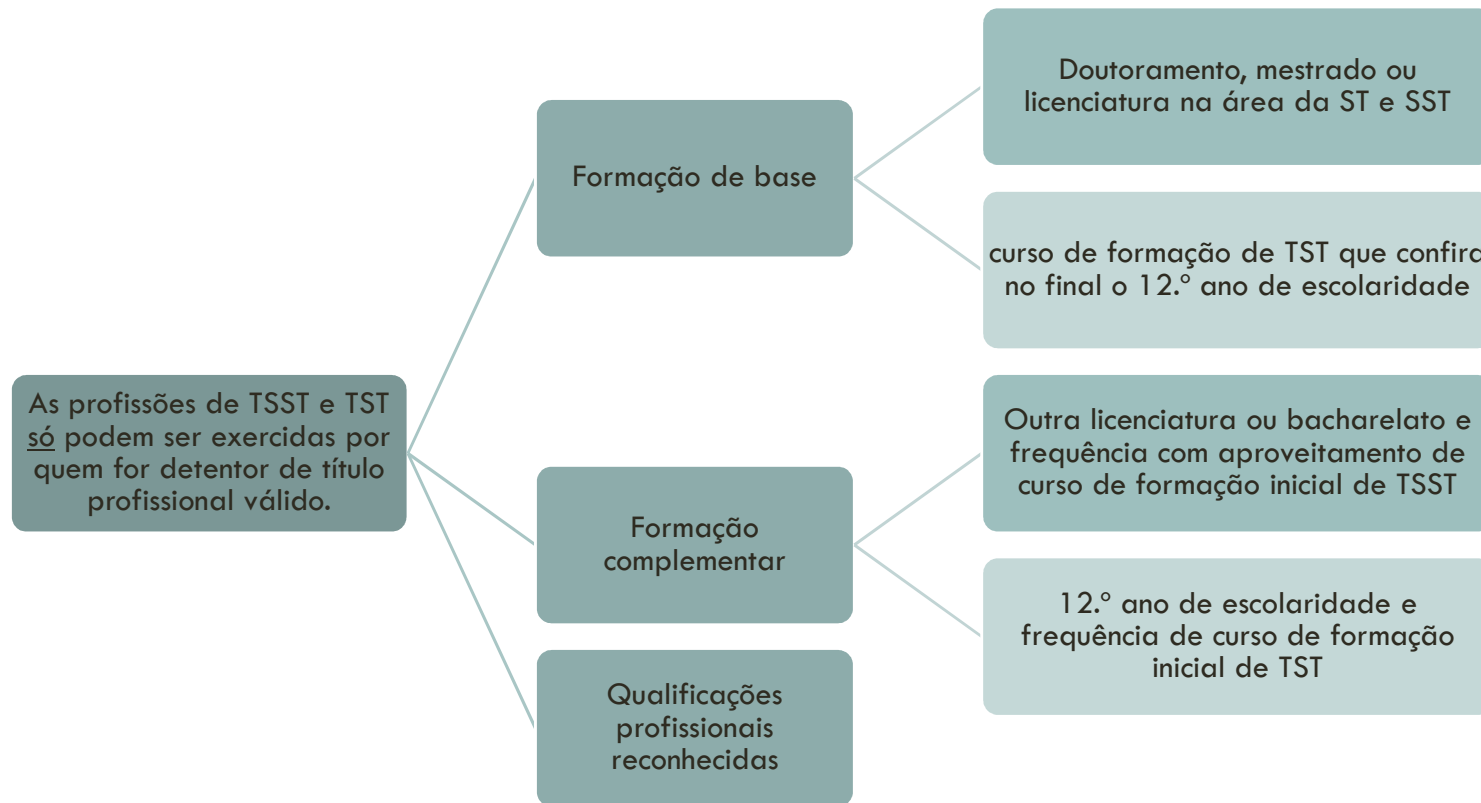 As profissões de TSST e TST
só podem ser exercidas por
quem for detentor de título
profissional válido.
Formação de base
Doutoramento, mestrado ou
licenciatura na área da ST e SST
curso de formação de TST que confira
no final o 12.º ano de escolaridade
Formação
complementar
Outra licenciatura ou bacharelato e
frequência com aproveitamento de
curso de formação inicial de TSST
12.º ano de escolaridade e
frequência de curso de formação
inicial de TST
Qualificações
profissionais
reconhecidas